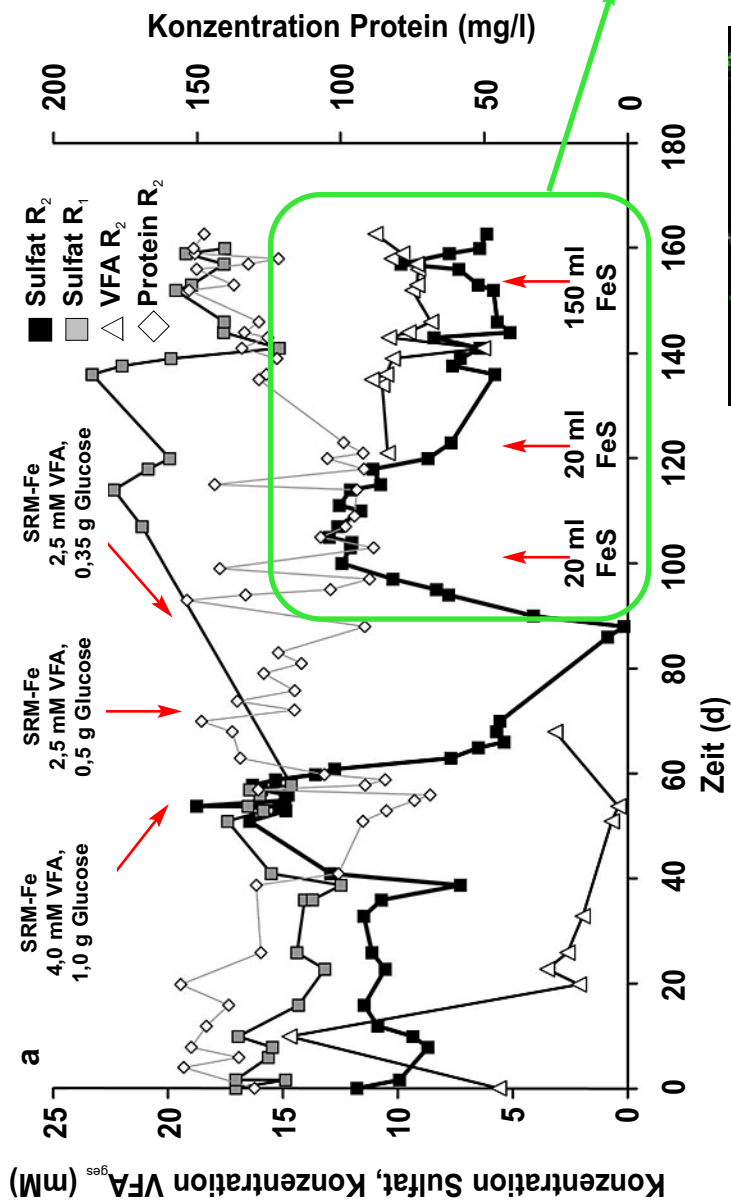 a
SRM-Fe
4,0 mM VFA,
1,0 g Glucose
SRM-Fe
2,5 mM VFA,
0,5 g Glucose
SRM-Fe
2,5 mM VFA,
0,35 g Glucose
Sulfat R2
Sulfat R1
VFA R2
Protein R2
20 ml
FeS
20 ml
FeS
150 ml
FeS
Konzentration Sulfat, Konzentration VFAges (mM)
25
20
15
10
5
0
Konzentration Protein (mg/l)
200
150
100
50
0
0 20 40 60 80 100 120 140 160 180
Zeit (d)